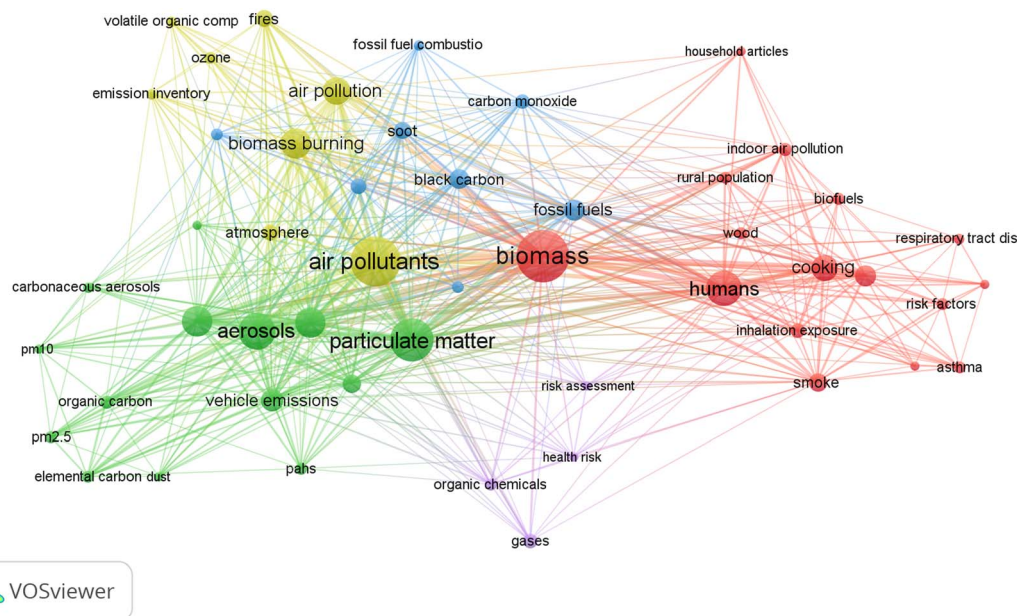 volatile organic comp
fires
fossil fuel combustio
household articles
ozone
emission inventory
air pollution
carbon monoxide
soot
biomass burning
indoor air pollution
black carbon
rural population
biofuels
fossil fuels
atmosphere
wood
respiratory tract dis
air pollutants
biomass
cooking
carbonaceous aerosols
humans
risk factors
aerosols
particulate matter
inhalation exposure
pm10
asthma
risk assessment
smoke
organic carbon
vehicle emissions
pm2.5
health risk
elemental carbon
dust
pahs
organic chemicals
gases
VOSviewer